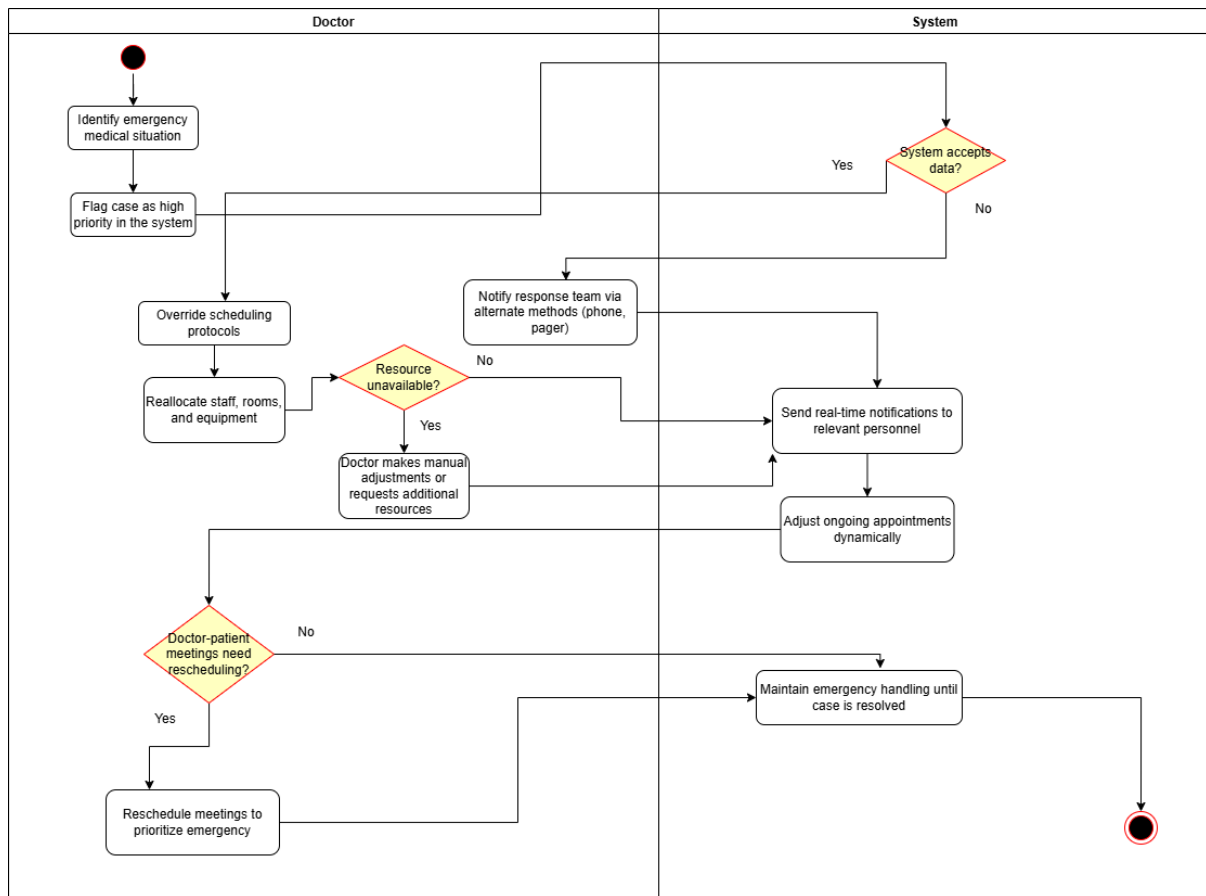 Doctor
System
Identify emergency
medical situation
System accepts
data?
Yes
No
Flag case as high
priority in the system
Notify response team via
alternate methods (phone,
pager)
Override scheduling
protocols
Resource
unavailable?
No
Yes
Reallocate staff, rooms,
and equipment
Send real-time notifications to
relevant personnel
Doctor makes manual
adjustments or
requests additional
resources
Adjust ongoing appointments
dynamically
Doctor-patient
meetings need
rescheduling?
No
Yes
Maintain emergency handling until
case is resolved
Reschedule meetings to
prioritize emergency